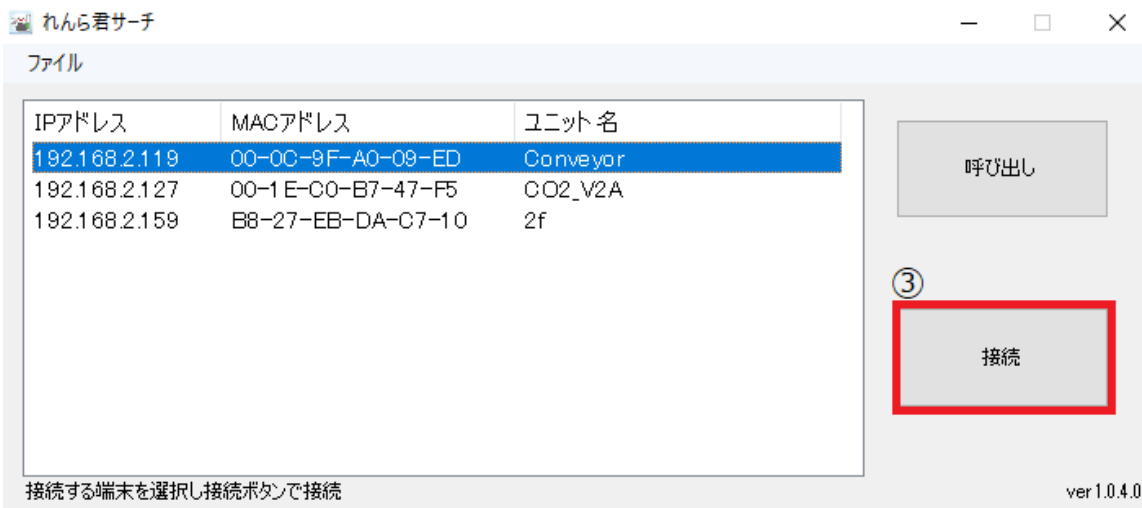 れんら君サーチ
ファイル
IPアドレス MACアドレス ユニット名
192.168.2.119 00-0C-9F-A0-09-ED Conveyor
192.168.2.127 00-1E-C0-B7-47-F5 CO2_V2A
192.168.2.159 B8-27-EB-DA-C7-10 2f
呼び出し
③
接続
接続する端末を選択し接続ボタンで接続
ver1.0.4.0